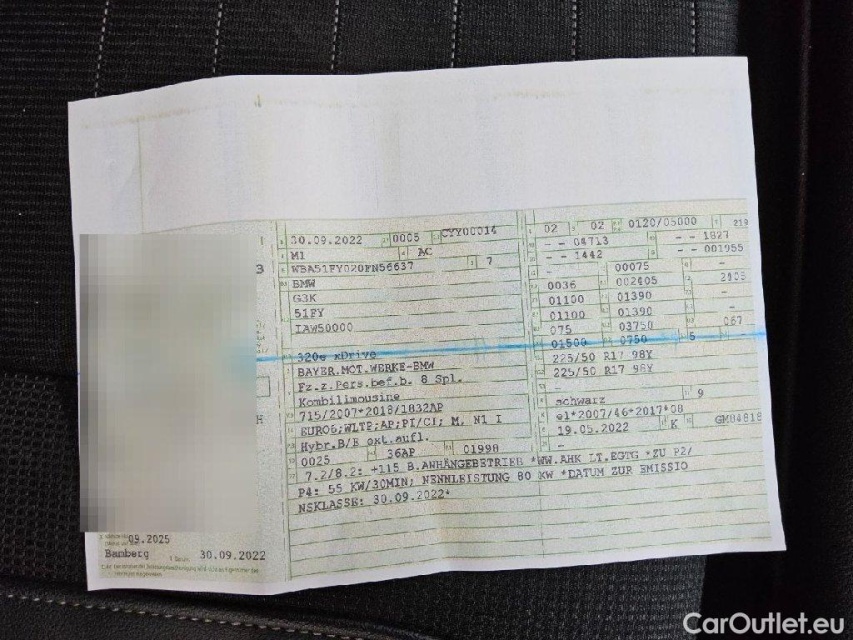 30.09.2022 0005 CYY00014
M1 AC
WBA51FY020FN56637 7
3
BMW
G3K
51FY
IAW50000
320e xDrive
BAYER.MOT.WERKE-BMW
Fz.z.Pers.bef.b. 8 Spl.
Kombilimousine
715/2007*2018/1832AP
EURO6;WLTP;AP;PI/CI; M, N1 I
Hybr.B/E ext.aufl.
0025 36AP 01998
02 02 0120/05000 219
-- 04713 -- 1827
-- 1442 -- 001955
- 00075 -
0036 002405
01100 01390 -
01100 01390 -
075 03750 -
01500 0750 5 067
225/50 R17 98Y
225/50 R17 98Y
-
schwarz 9
e1*2007/46*2017*08
19.05.2022 K
-
7.2/8.2: +115 B.ANHÄNGEBETRIEB *WW.AHK LT.EGTG *ZU P2/
P4: 55 KW/30MIN; NENNLEISTUNG 80 KW *DATUM ZUR EMISSIO
NSKLASSE: 30.09.2022*
09.2025
Bamberg 30.09.2022
CarOutlet.eu